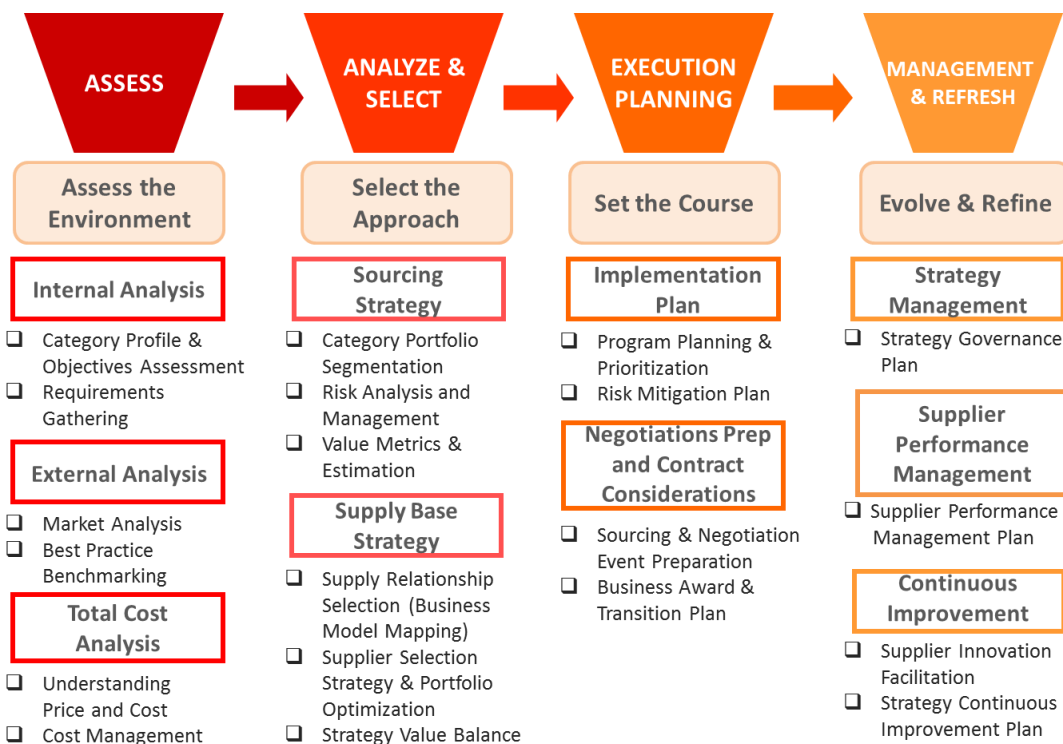 ASSESS
ANALYZE &
SELECT
EXECUTION
PLANNING
MANAGEMENT
& REFRESH
Assess the
Environment
Select the
Approach
Set the Course
Evolve & Refine
Internal Analysis
Category Profile &
Objectives Assessment
Requirements
Gathering
External Analysis
Market Analysis
Best Practice
Benchmarking
Total Cost
Analysis
Understanding
Price and Cost
Cost Management
Sourcing
Strategy
Category Portfolio
Segmentation
Risk Analysis and
Management
Value Metrics &
Estimation
Supply Base
Strategy
Supply Relationship
Selection (Business
Model Mapping)
Supplier Selection
Strategy & Portfolio
Optimization
Strategy Value Balance
Implementation
Plan
Program Planning &
Prioritization
Risk Mitigation Plan
Negotiations Prep
and Contract
Considerations
Sourcing & Negotiation
Event Preparation
Business Award &
Transition Plan
Strategy
Management
Strategy Governance
Plan
Supplier
Performance
Management
Supplier Performance
Management Plan
Continuous
Improvement
Supplier Innovation
Facilitation
Strategy Continuous
Improvement Plan